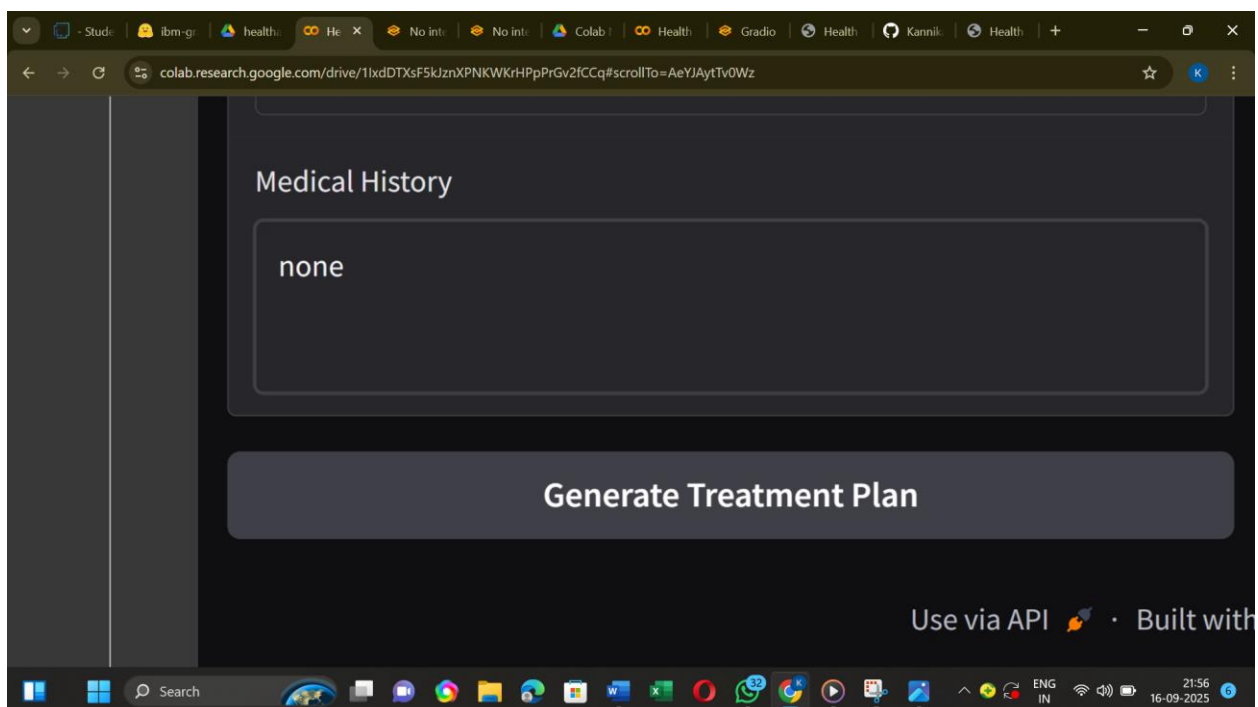 - Stude ibm-gr healtha He No inte No inte Colab Health Gradio Health Kannik Health
colab.research.google.com/drive/1IxdDTXsF5kJznXPNKWKrHPpPrGv2fCCq#scrollTo=AeYJAytTv0Wz K
Medical History
none
Generate Treatment Plan
Use via API · Built with
Search 32 K ENG 21:56
IN 16-09-2025 6